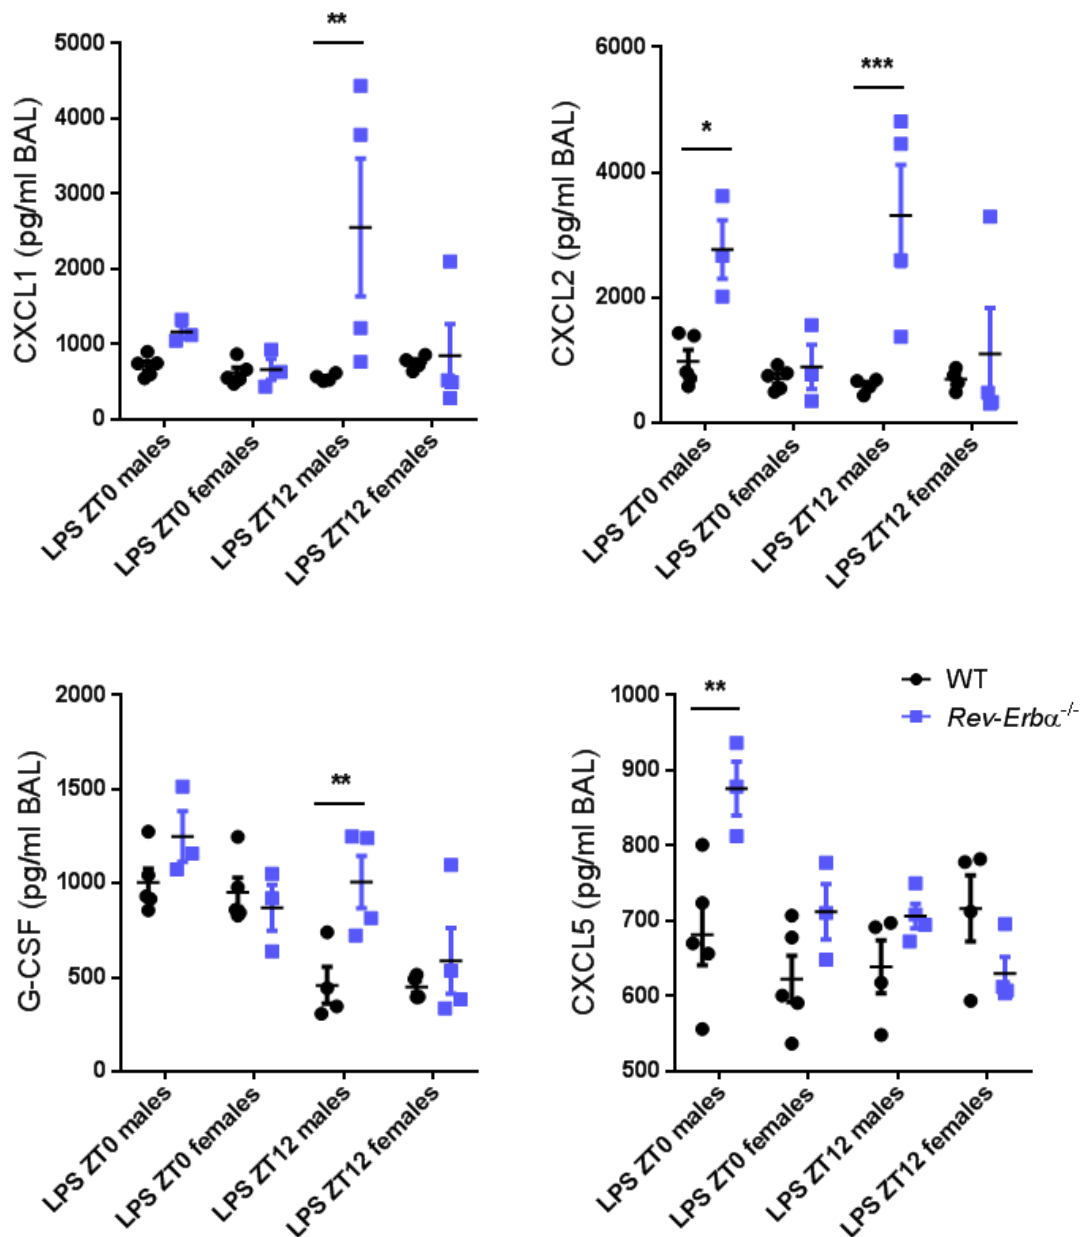 CXCL1 (pg/ml BAL)
5000
4000
3000
2000
1000
0
**
LPS ZT0 males
LPS ZT0 females
LPS ZT12 males
LPS ZT12 females
CXCL2 (pg/ml BAL)
6000
4000
2000
0
*
***
LPS ZT0 males
LPS ZT0 females
LPS ZT12 males
LPS ZT12 females
G-CSF (pg/ml BAL)
2000
1500
1000
500
0
**
LPS ZT0 males
LPS ZT0 females
LPS ZT12 males
LPS ZT12 females
CXCL5 (pg/ml BAL)
1000
900
800
700
600
500
**
WT
Rev-Erbα-/-
LPS ZT0 males
LPS ZT0 females
LPS ZT12 males
LPS ZT12 females